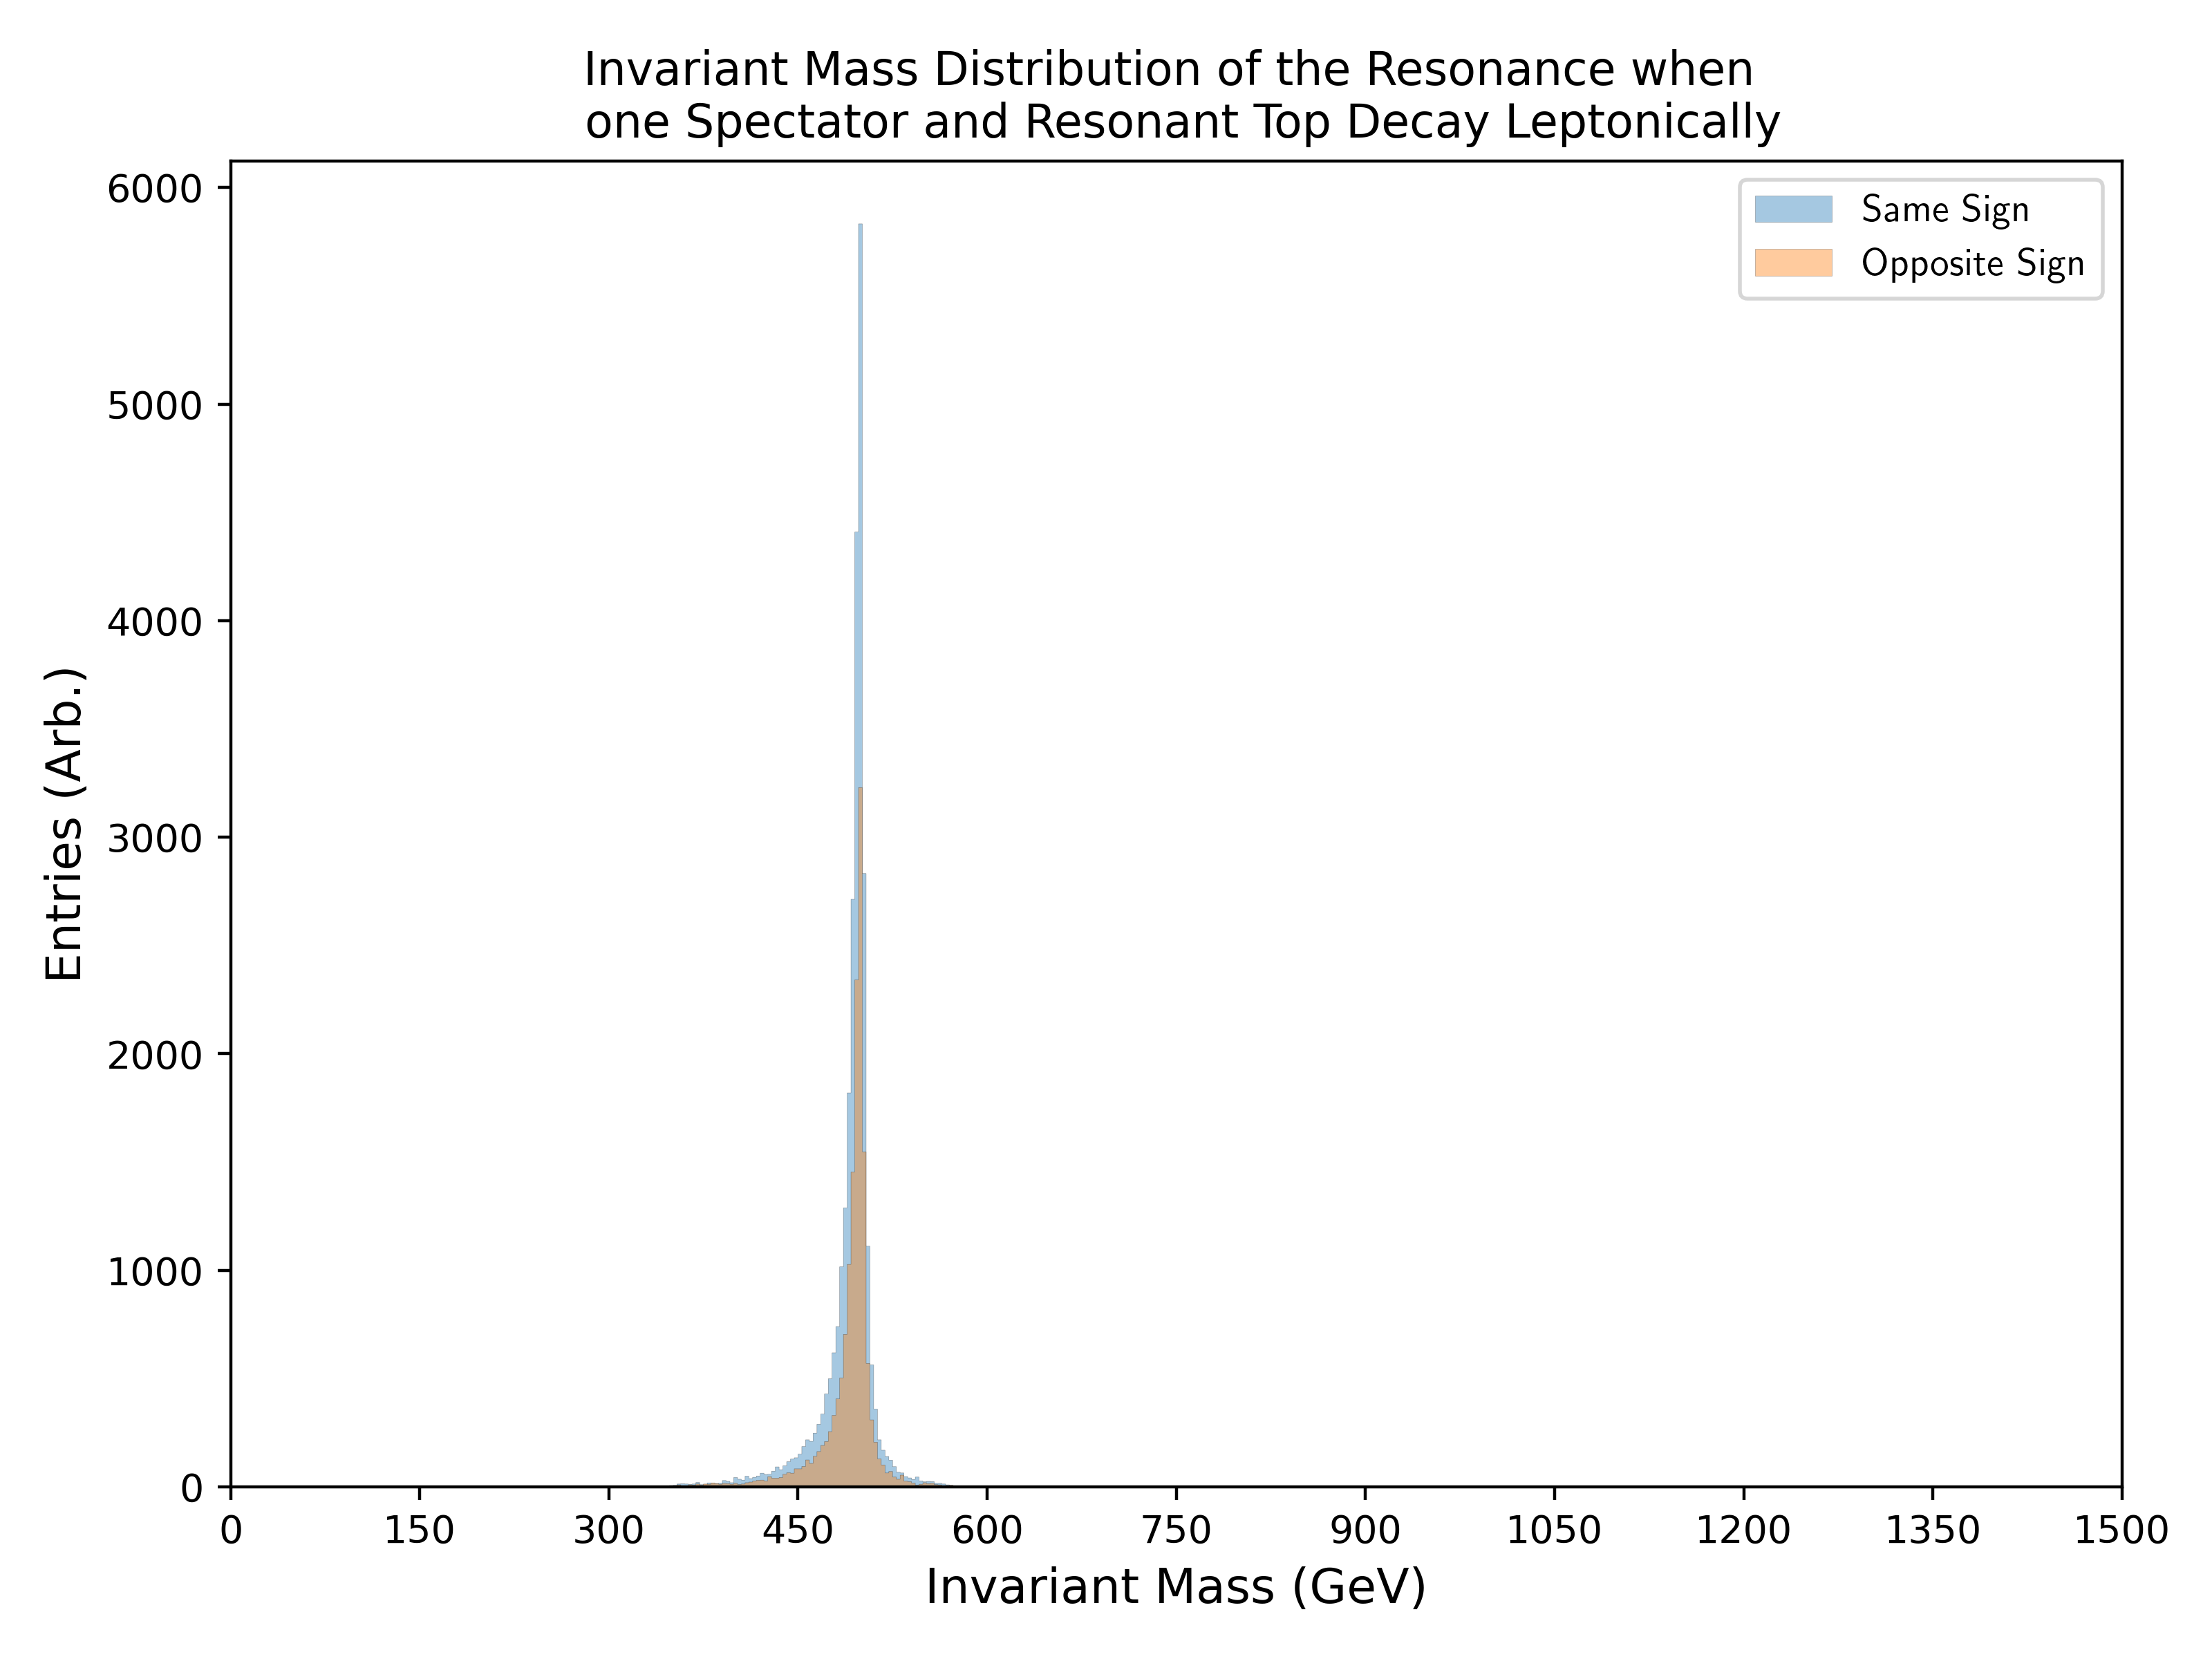 Invariant Mass Distribution of the Resonance when
one Spectator and Resonant Top Decay Leptonically
Same Sign
Opposite Sign
Entries (Arb.)
6000
5000
4000
3000
2000
1000
0
0 150 300 450 600 750 900 1050 1200 1350 1500
Invariant Mass (GeV)